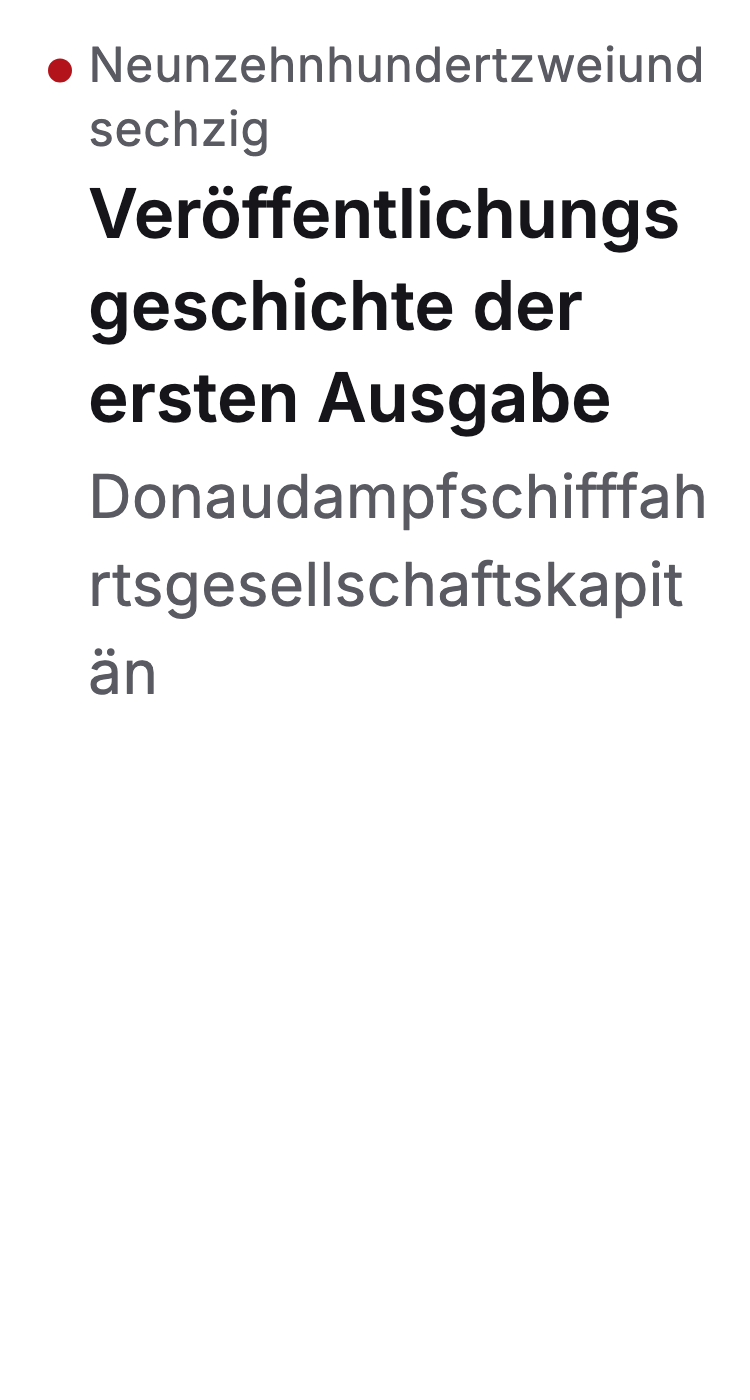 Neunzehnhundertzweiund
sechzig
Veröffentlichungs
geschichte der
ersten Ausgabe
Donaudampfschifffah
rtsgesellschaftskapit
än